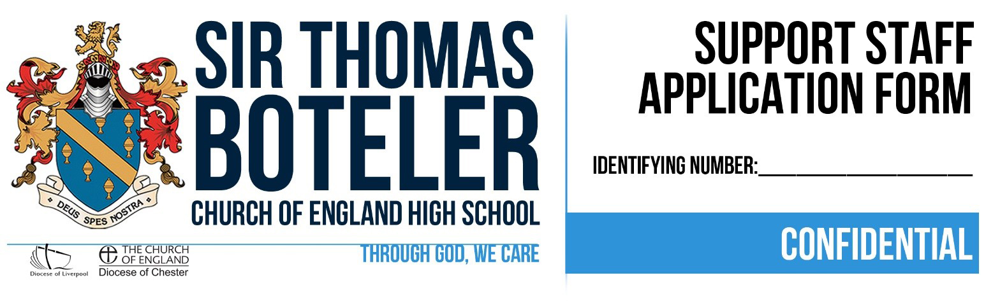 SIR THOMAS
BOTELER
CHURCH OF ENGLAND HIGH SCHOOL
DEUS SPES NOSTRA
THROUGH GOD, WE CARE
Diocese of Liverpool
THE CHURCH
OF ENGLAND
Diocese of Chester
SUPPORT STAFF
APPLICATION FORM
IDENTIFYING NUMBER:____________________
CONFIDENTIAL